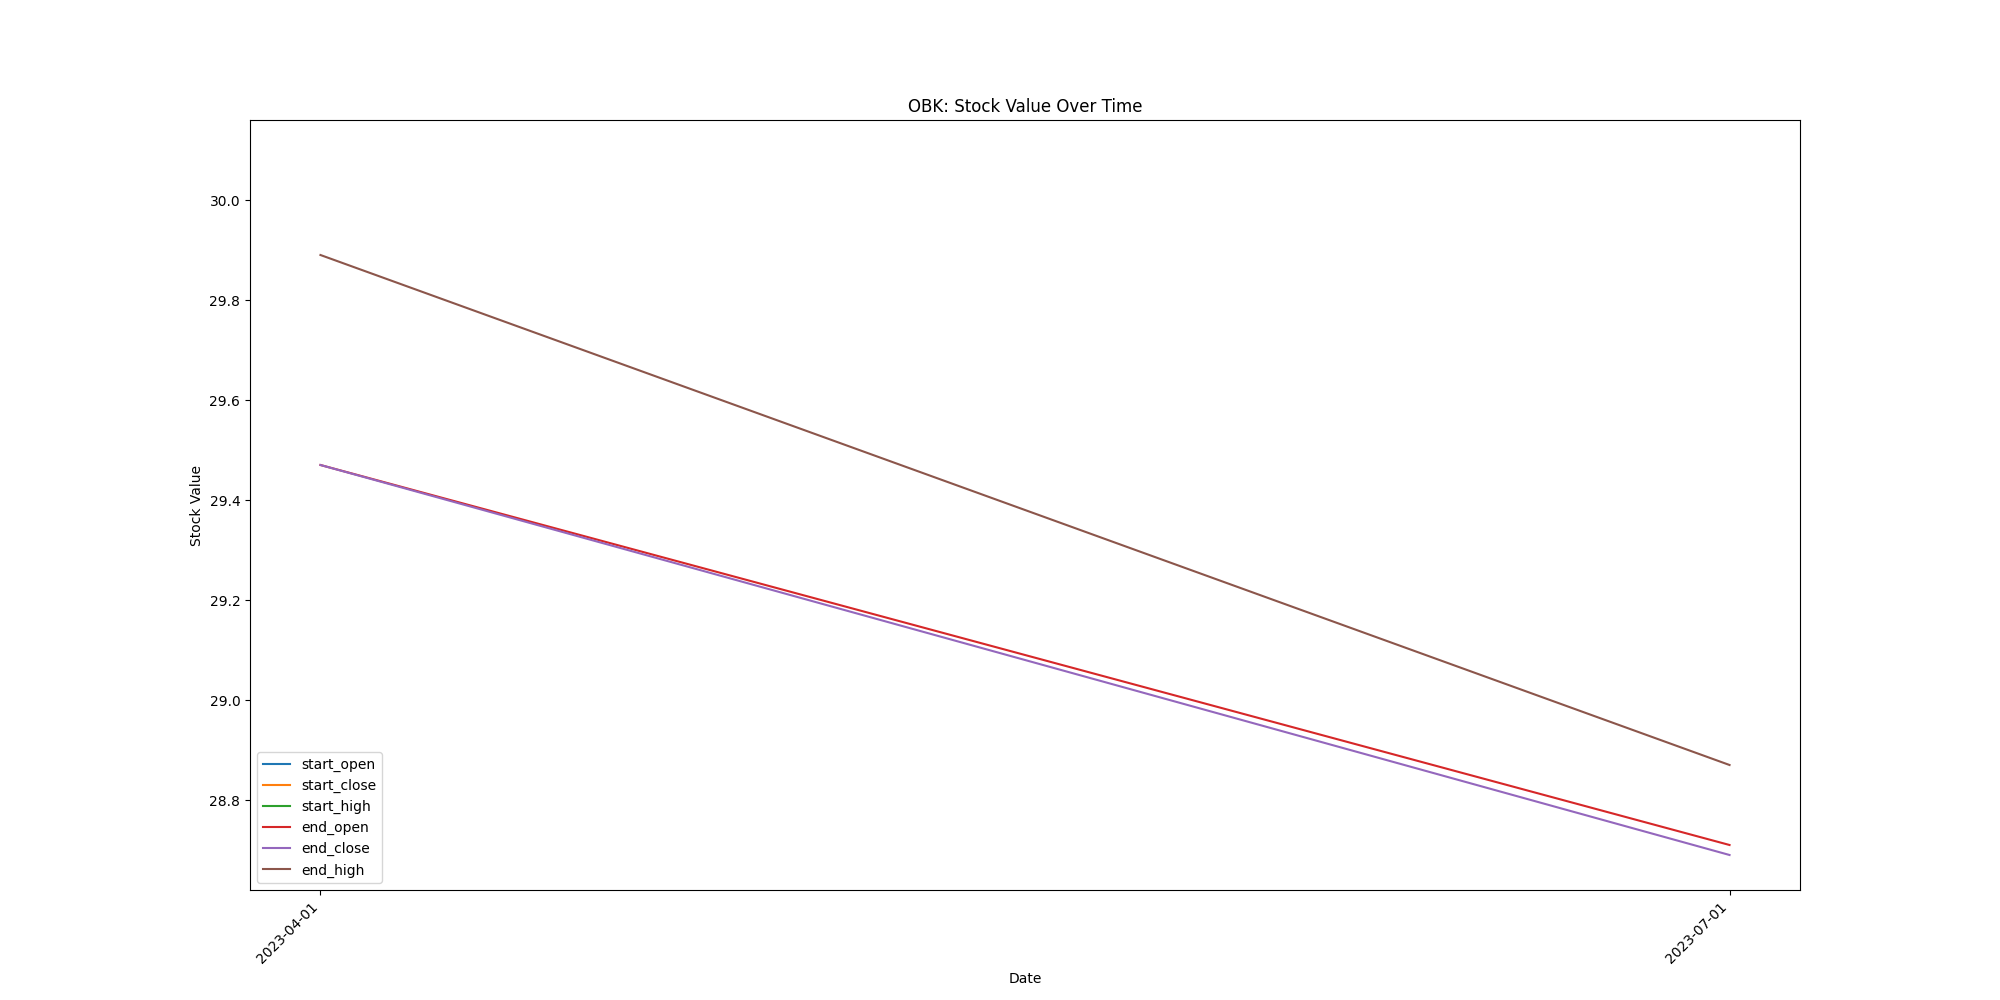 OBK: Stock Value Over Time
30.0
29.8
29.6
29.4
29.2
29.0
28.8
Stock Value
start_open
start_close
start_high
end_open
end_close
end_high
2023-04-01
2023-07-01
Date